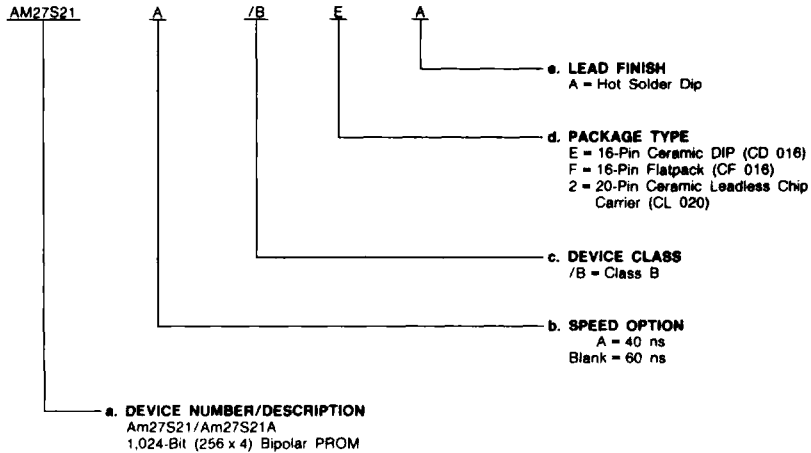 AM27S21 A /B E A
e. LEAD FINISH
A = Hot Solder Dip
d. PACKAGE TYPE
E = 16-Pin Ceramic DIP (CD 016)
F = 16-Pin Flatpack (CF 016)
2 = 20-Pin Ceramic Leadless Chip
Carrier (CL 020)
c. DEVICE CLASS
/B = Class B
b. SPEED OPTION
A = 40 ns
Blank = 60 ns
a. DEVICE NUMBER/DESCRIPTION
Am27S21/Am27S21A
1,024-Bit (256 x 4) Bipolar PROM